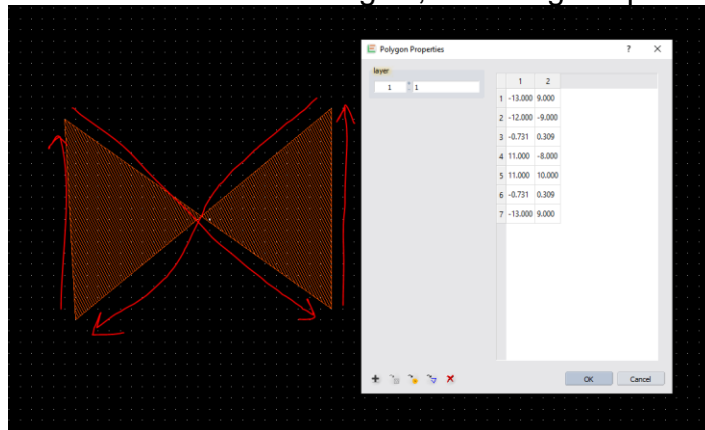 Polygon Properties ? ×
layer
1 : 1
1 2
1 -13.000 9.000
2 -12.000 -9.000
3 -0.731 0.309
4 11.000 -8.000
5 11.000 10.000
6 -0.731 0.309
7 -13.000 9.000
OK Cancel